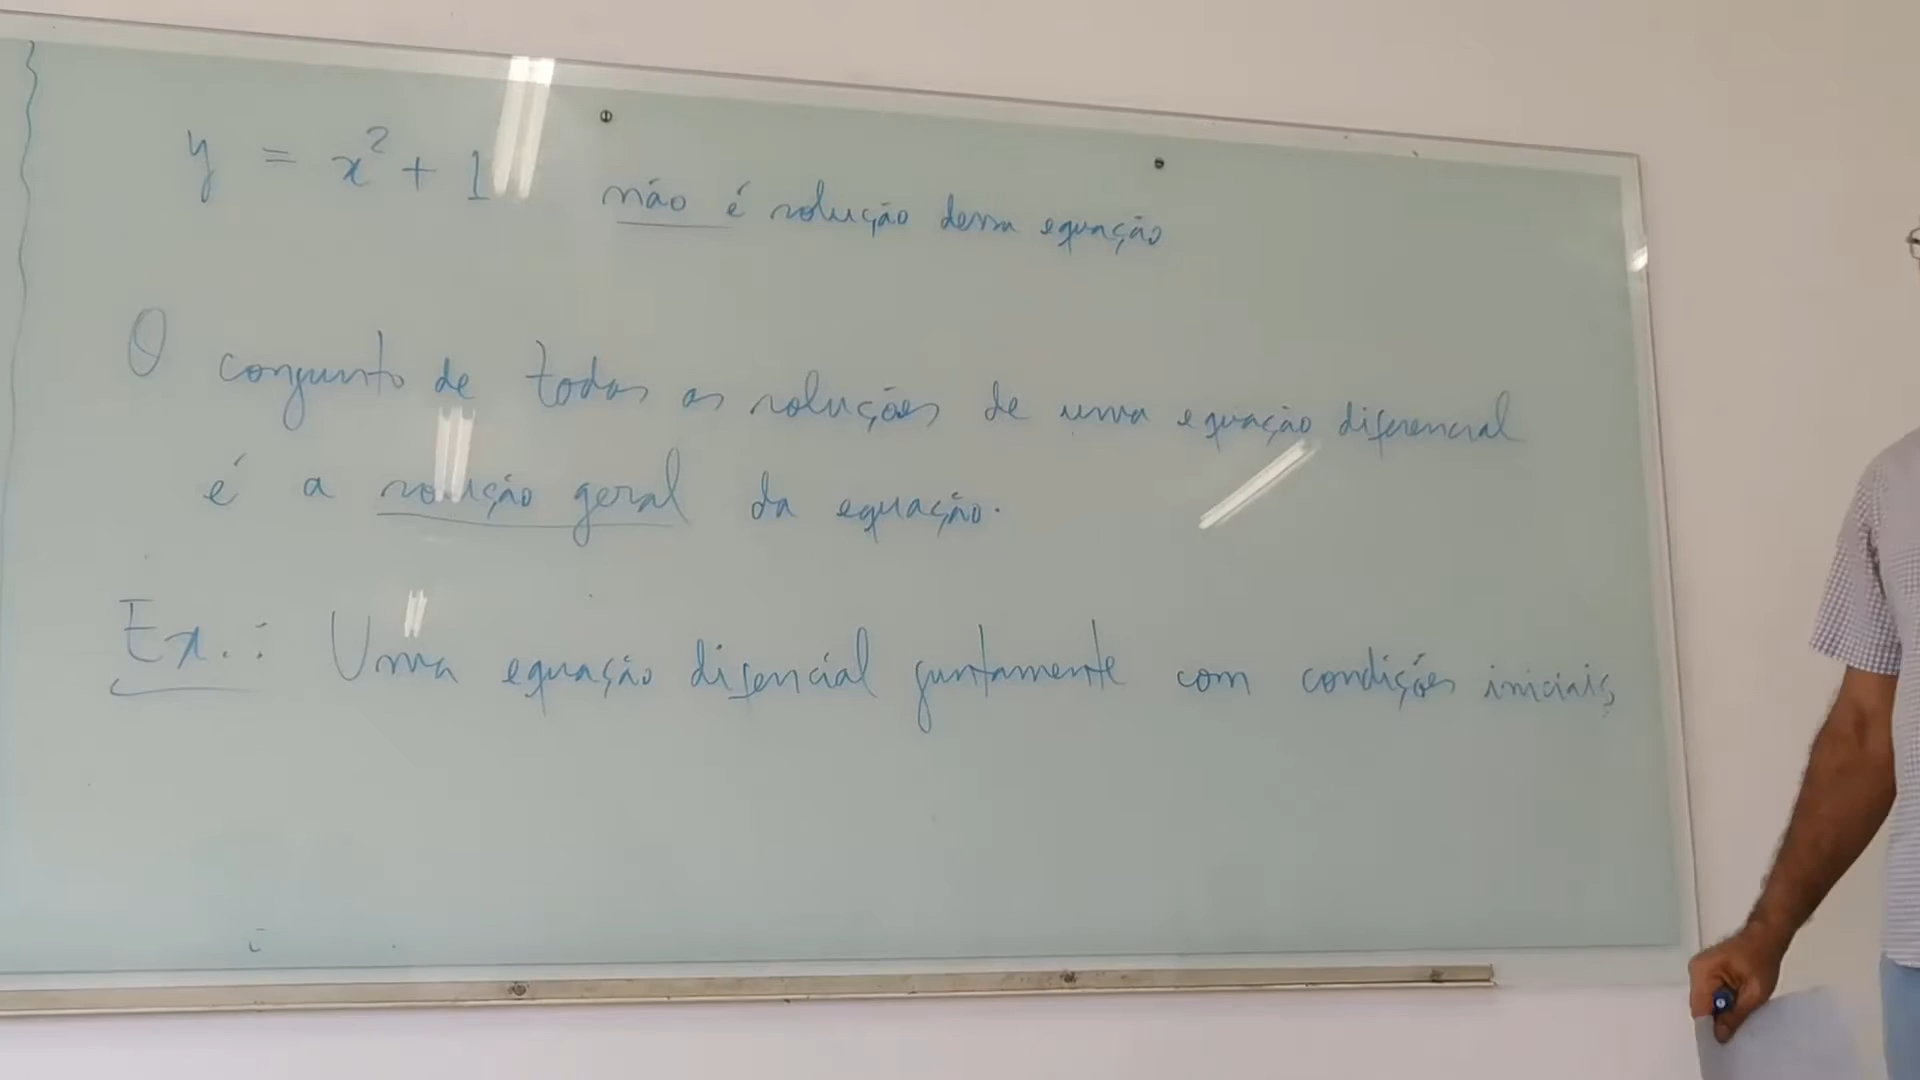 y = x² + 1 não é solução dessa equação
O conjunto de todas as soluções de uma equação diferencial
é a solução geral da equação.
Ex.: Uma equação difencial juntamente com condições iniciais,